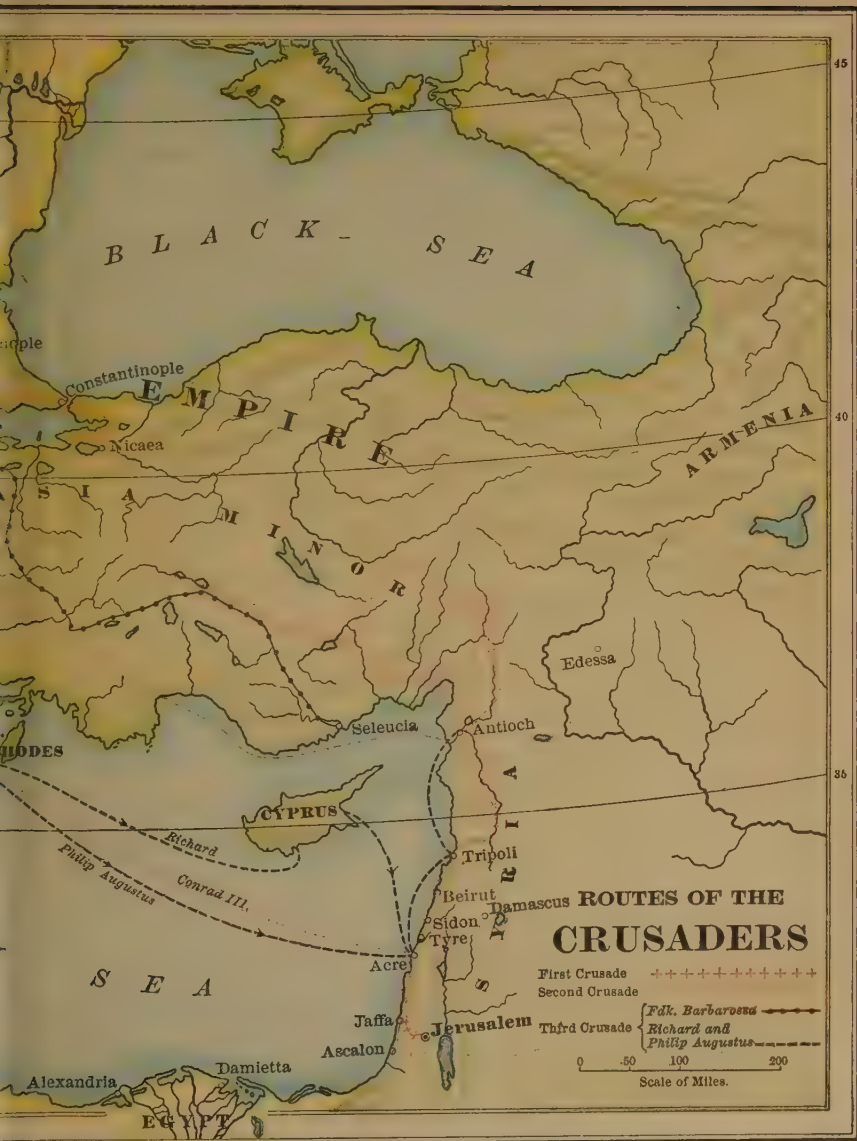 45
BLACK SEA
Constantinople
EMPIRE
40
ARMENIA
Nicaea
ASIA
MINOR
Edessa
Seleucia
Antioch
35
CYPRUS
Richard
Philip Augustus
Conrad III.
Tripoli
Beirut
Damascus
Sidon
Tyre
SYRIA
Acre
SEA
Jaffa
Jerusalem
Ascalon
Damietta
Alexandria
EGYPT
ROUTES OF THE
CRUSADERS
First Crusade
Second Crusade
Third Crusade
Fdk. Barbarossa
Richard and
Philip Augustus
0 50 100 200
Scale of Miles.